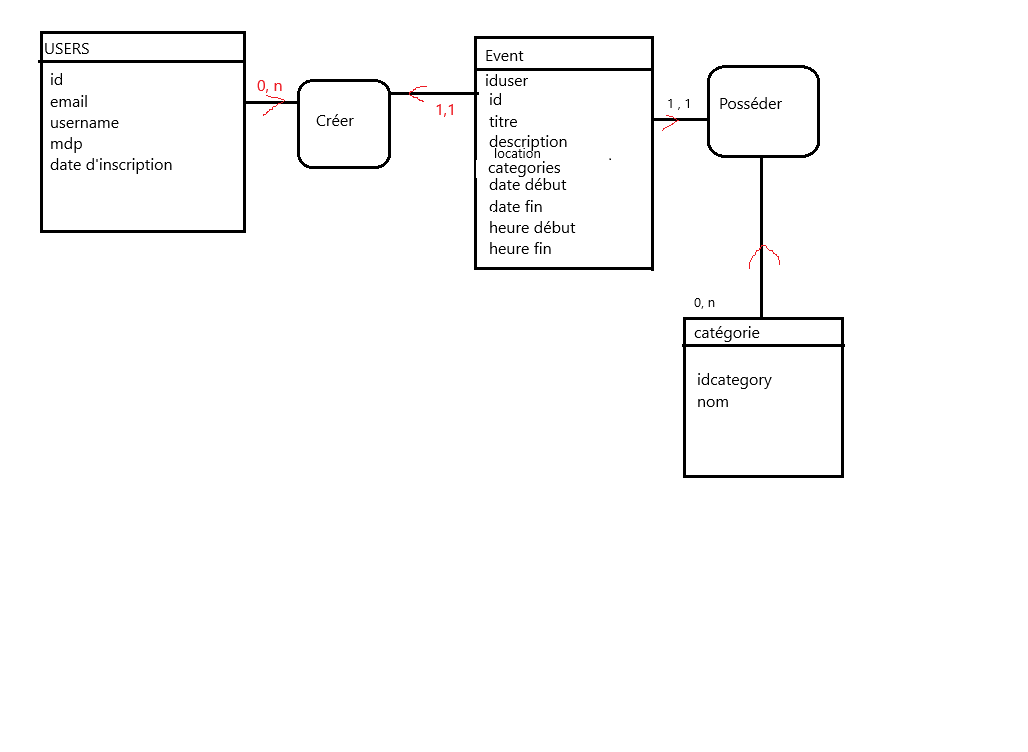 USERS
id
email
username
mdp
date d'inscription
0, n
Créer
1,1
Event
iduser
id
titre
description
location
categories
date début
date fin
heure début
heure fin
1 , 1
Posséder
0, n
catégorie
idcategory
nom